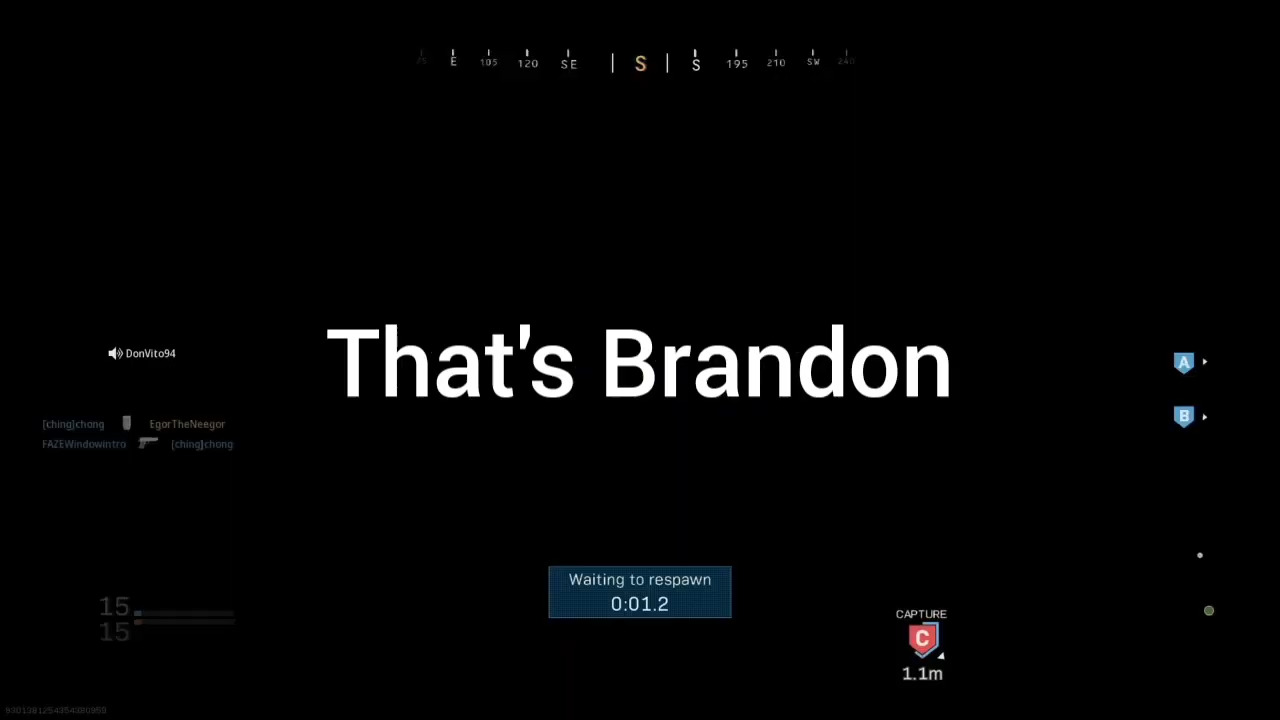 E 105 120 SE S S 195 210 SW 240
That's Brandon
DonVito94
A
[ching]chong EgorTheNeegor
B
FAZEWindowintro [ching]chong
Waiting to respawn
0:01.2
15
15
CAPTURE
C
1.1m